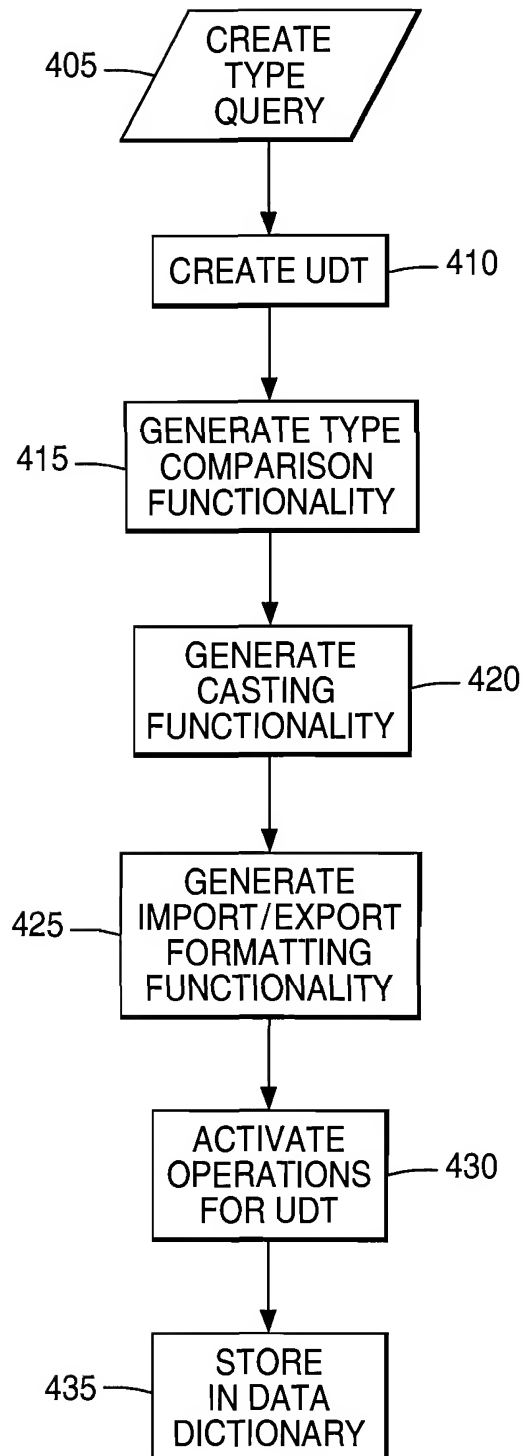 405
CREATE
TYPE
QUERY
CREATE UDT
410
415
GENERATE TYPE
COMPARISON
FUNCTIONALITY
GENERATE
CASTING
FUNCTIONALITY
420
425
GENERATE
IMPORT/EXPORT
FORMATTING
FUNCTIONALITY
ACTIVATE
OPERATIONS
FOR UDT
430
435
STORE
IN DATA
DICTIONARY